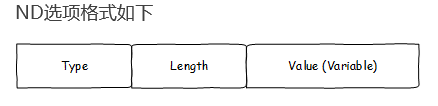 ND选项格式如下
Type Length Value (Variable)